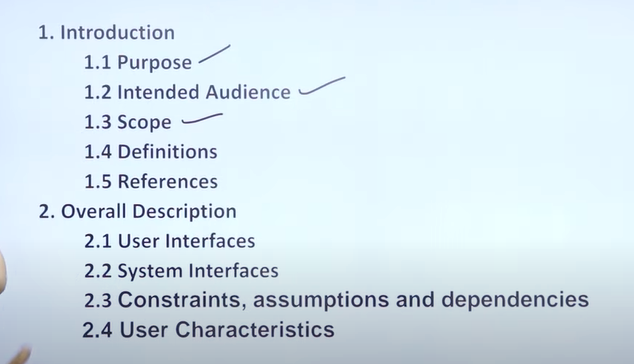 1. Introduction
1.1 Purpose
1.2 Intended Audience
1.3 Scope
1.4 Definitions
1.5 References
2. Overall Description
2.1 User Interfaces
2.2 System Interfaces
2.3 Constraints, assumptions and dependencies
2.4 User Characteristics